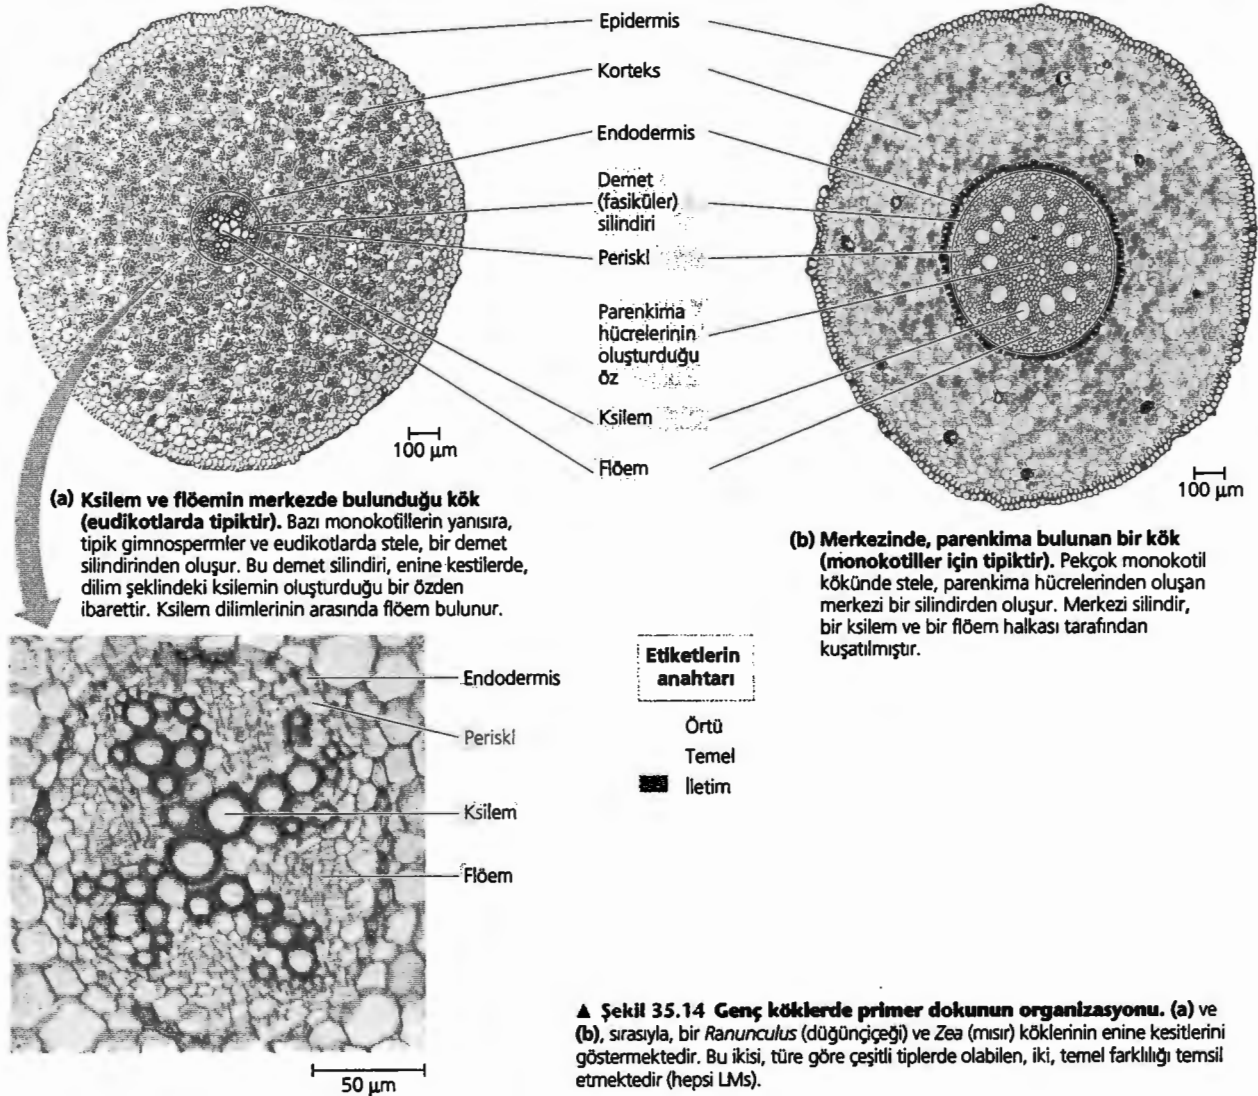 Epidermis
Korteks
Endodermis
Demet
(fasiküler)
silindiri
Periskl
Parenkima
hücrelerinin
oluşturduğu
öz
Ksilem
Flöem
100 µm
100 µm
(a) Ksilem ve flöemin merkezde bulunduğu kök
(eudikotlarda tipiktir). Bazı monokotillerin yanısıra,
tipik gimnospermler ve eudikotlarda stele, bir demet
silindirinden oluşur. Bu demet silindiri, enine kestilerde,
dilim şeklindeki ksilemin oluşturduğu bir özden
ibarettir. Ksilem dilimlerinin arasında flöem bulunur.
(b) Merkezinde, parenkima bulunan bir kök
(monokotiller için tipiktir). Pekçok monokotil
kökünde stele, parenkima hücrelerinden oluşan
merkezi bir silindirden oluşur. Merkezi silindir,
bir ksilem ve bir flöem halkası tarafından
kuşatılmıştır.
Endodermis
Periskl
Ksilem
Flöem
50 µm
Etiketlerin
anahtarı
Örtü
Temel
İletim
▲ Şekil 35.14 Genç köklerde primer dokunun organizasyonu. (a) ve
(b), sırasıyla, bir Ranunculus (düğünçiçeği) ve Zea (mısır) köklerinin enine kesitlerini
göstermektedir. Bu ikisi, türe göre çeşitli tiplerde olabilen, iki, temel farklılığı temsil
etmektedir (hepsi LMs).